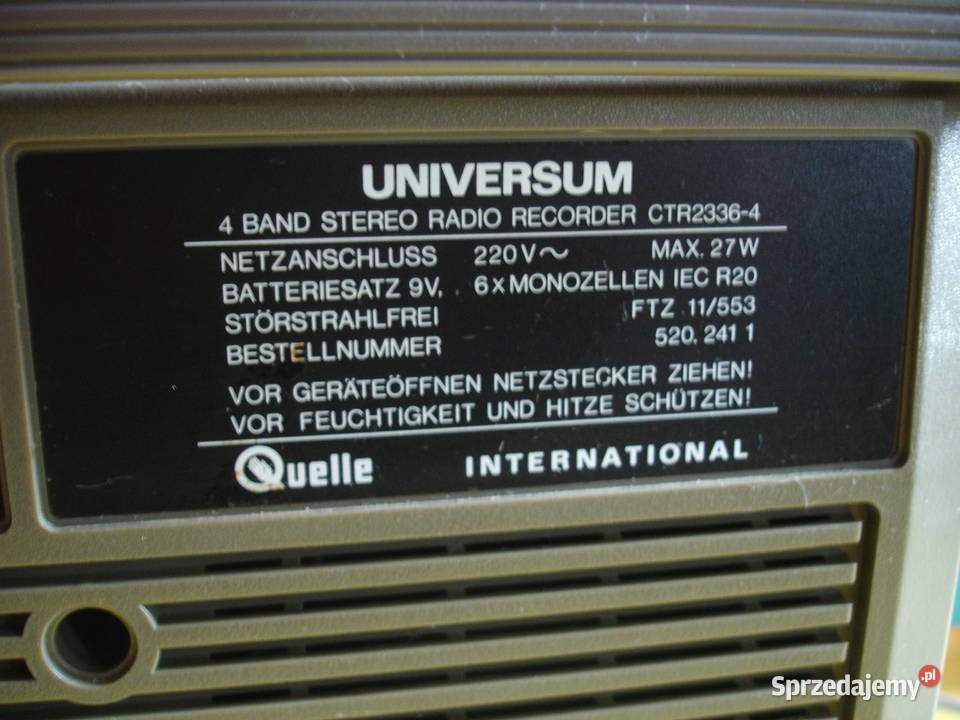 UNIVERSUM
4 BAND STEREO RADIO RECORDER CTR2336-4
NETZANSCHLUSS 220V~ MAX. 27W
BATTERIESATZ 9V. 6xMONOZELLEN IEC R20
STÖRSTRAHLFREI FTZ 11/553
BESTELLNUMMER 520.241 1
VOR GERÄTEÖFFNEN NETZSTECKER ZIEHEN!
VOR FEUCHTIGKEIT UND HITZE SCHÜTZEN!
Quelle INTERNATIONAL
Sprzedajemy.pl